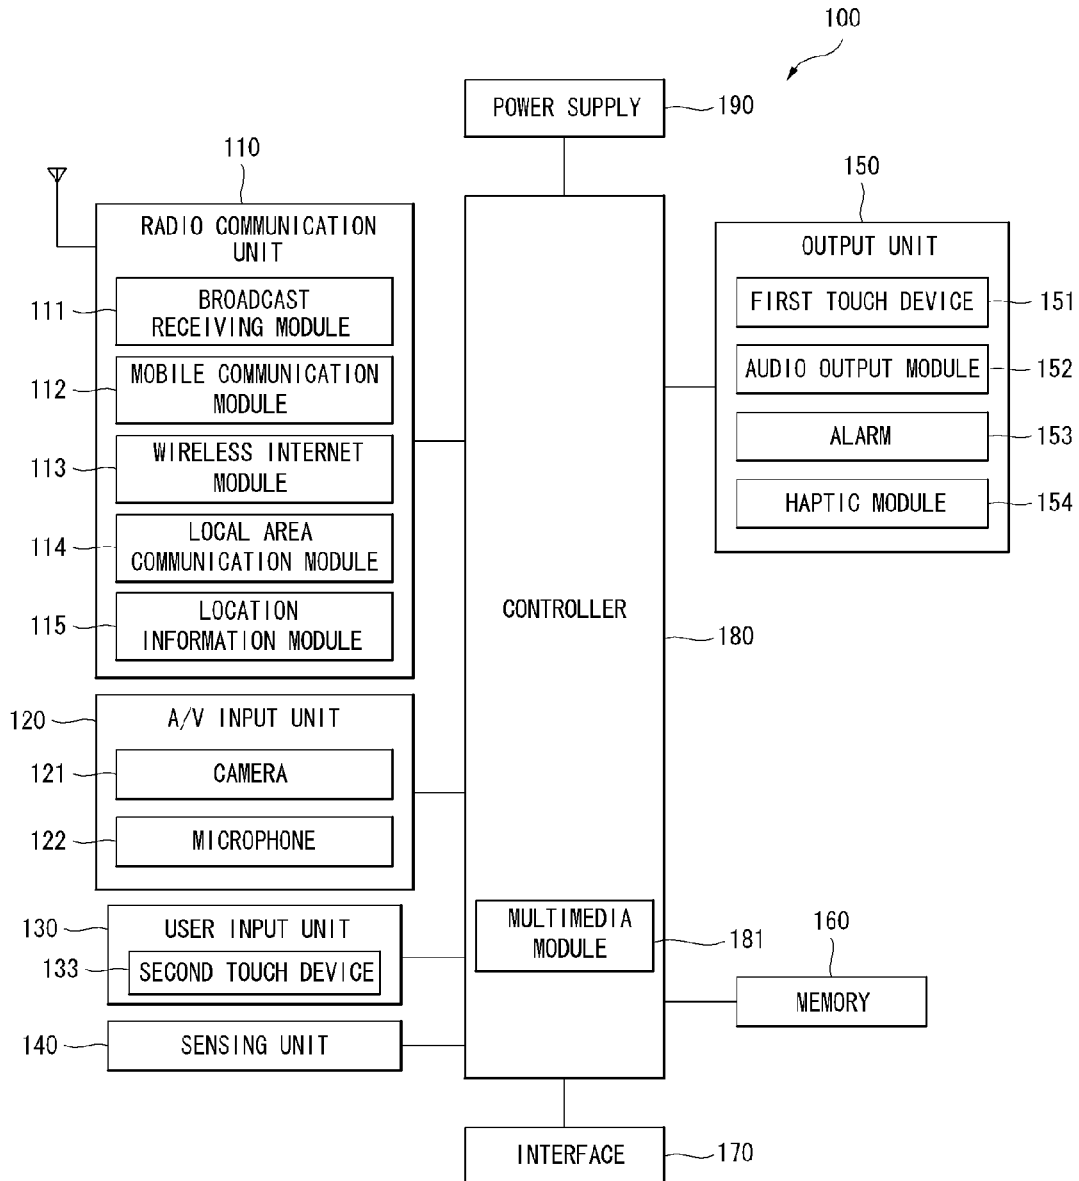 100
POWER SUPPLY
190
110
RADIO COMMUNICATION
UNIT
111
BROADCAST
RECEIVING MODULE
112
MOBILE COMMUNICATION
MODULE
113
WIRELESS INTERNET
MODULE
114
LOCAL AREA
COMMUNICATION MODULE
115
LOCATION
INFORMATION MODULE
120
A/V INPUT UNIT
121
CAMERA
122
MICROPHONE
130
USER INPUT UNIT
133
SECOND TOUCH DEVICE
140
SENSING UNIT
CONTROLLER
180
MULTIMEDIA
MODULE
181
150
OUTPUT UNIT
FIRST TOUCH DEVICE
151
AUDIO OUTPUT MODULE
152
ALARM
153
HAPTIC MODULE
154
160
MEMORY
INTERFACE
170